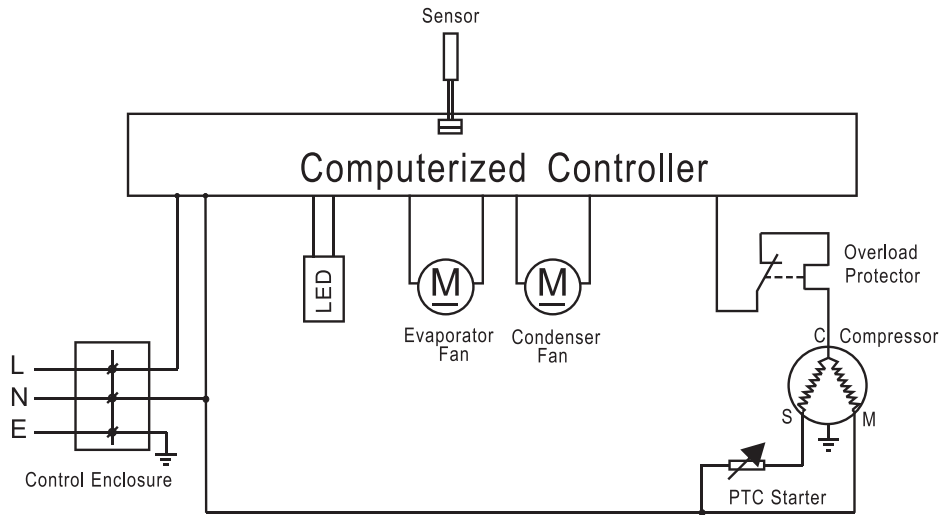 Sensor
Computerized Controller
LED
M
M
Evaporator
Fan
Condenser
Fan
Overload
Protector
C Compressor
S
M
PTC Starter
L
N
E
Control Enclosure